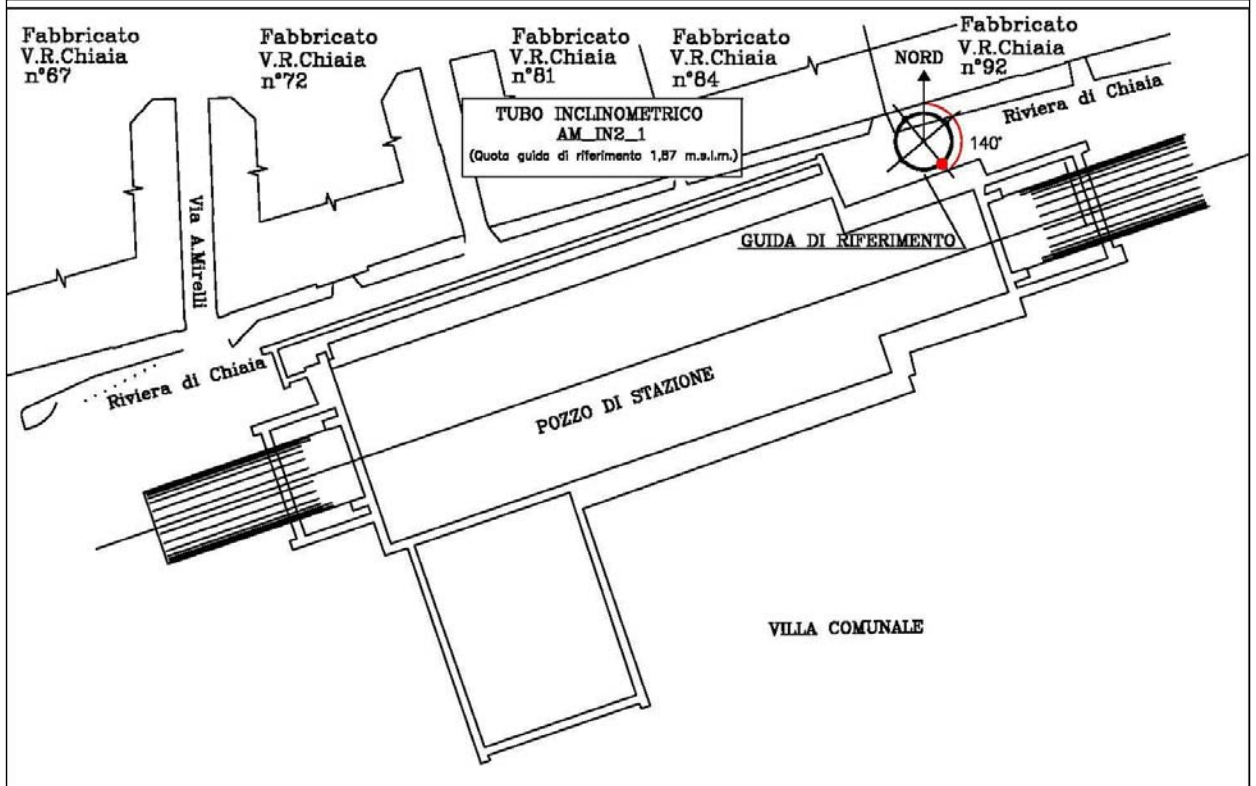 Fabbricato
V.R.Chiaia
n°67
Fabbricato
V.R.Chiaia
n°72
Fabbricato
V.R.Chiaia
n°81
Fabbricato
V.R.Chiaia
n°84
Fabbricato
V.R.Chiaia
n°92
NORD
TUBO INCLINOMETRICO
AM_IN2_1
(Quota guida di riferimento 1,87 m.s.l.m.)
Riviera di Chiaia
140°
Via A.Mirelli
GUIDA DI RIFERIMENTO
Riviera di Chiaia
POZZO DI STAZIONE
VILLA COMUNALE